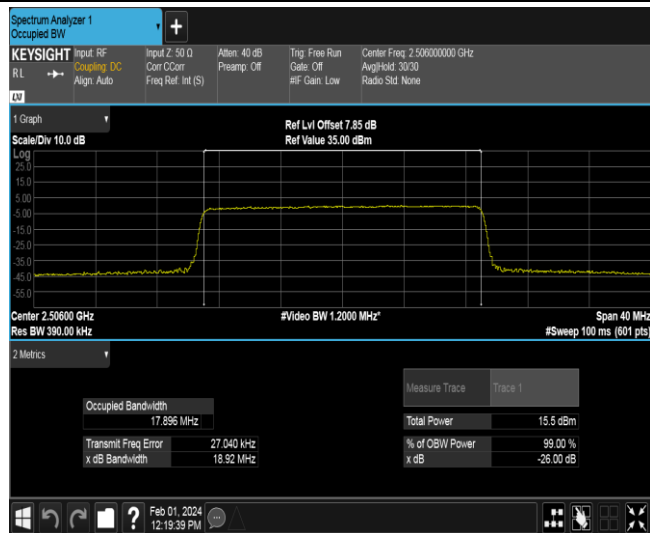 Spectrum Analyzer 1
Occupied BW
+
KEYSIGHT Input: RF Input Z: 50 Ω Atten: 40 dB Trig: Free Run Center Freq: 2.506000000 GHz
RL Coupling: DC Corr CCorr Preamp: Off Gate: Off Avg|Hold: 30/30
Align: Auto Freq Ref: Int (S) #IF Gain: Low Radio Std: None
LXI
1 Graph
Ref Lvl Offset 7.85 dB
Scale/Div 10.0 dB Ref Value 35.00 dBm
Log
25.0
15.0
5.00
-5.00
-15.0
-25.0
-35.0
-45.0
-55.0
Center 2.50600 GHz #Video BW 1.2000 MHz* Span 40 MHz
Res BW 390.00 kHz #Sweep 100 ms (601 pts)
2 Metrics
Measure Trace Trace 1
Occupied Bandwidth
17.896 MHz Total Power 15.5 dBm
Transmit Freq Error 27.040 kHz % of OBW Power 99.00 %
x dB Bandwidth 18.92 MHz x dB -26.00 dB
? Feb 01, 2024
12:19:39 PM